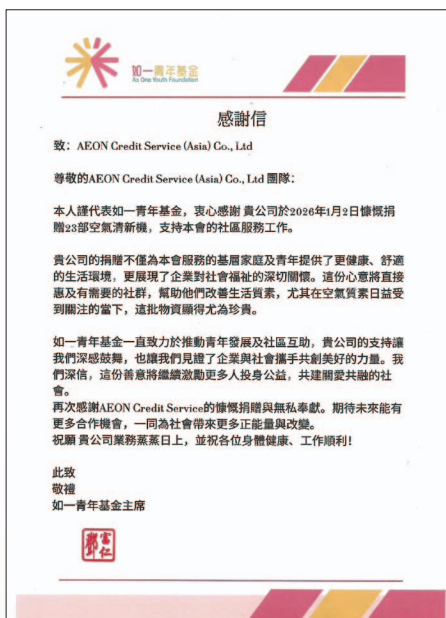 如一青年基金
As One Youth Foundation
感謝信
致：AEON Credit Service (Asia) Co., Ltd
尊敬的AEON Credit Service (Asia) Co., Ltd 團隊：
本人謹代表如一青年基金，衷心感謝 貴公司於2026年1月2日慷慨捐
贈23部空氣清新機，支持本會的社區服務工作。
貴公司的捐贈不僅為本會服務的基層家庭及青年提供了更健康、舒適
的生活環境，更展現了企業對社會福祉的深切關懷。這份心意將直接
惠及有需要的社群，幫助他們改善生活質素，尤其在空氣質素日益受
到關注的當下，這批物資顯得尤為珍貴。
如一青年基金一直致力於推動青年發展及社區互助，貴公司的支持讓
我們深感鼓舞，也讓我們見證了企業與社會攜手共創美好的力量。我
們深信，這份善意將繼續激勵更多人投身公益，共建關愛共融的社
會。
再次感謝AEON Credit Service的慷慨捐贈與無私奉獻。期待未來能有
更多合作機會，一同為社會帶來更多正能量與改變。
祝願 貴公司業務蒸蒸日上，並祝各位身體健康、工作順利！
此致
敬禮
如一青年基金主席
鄧富仁